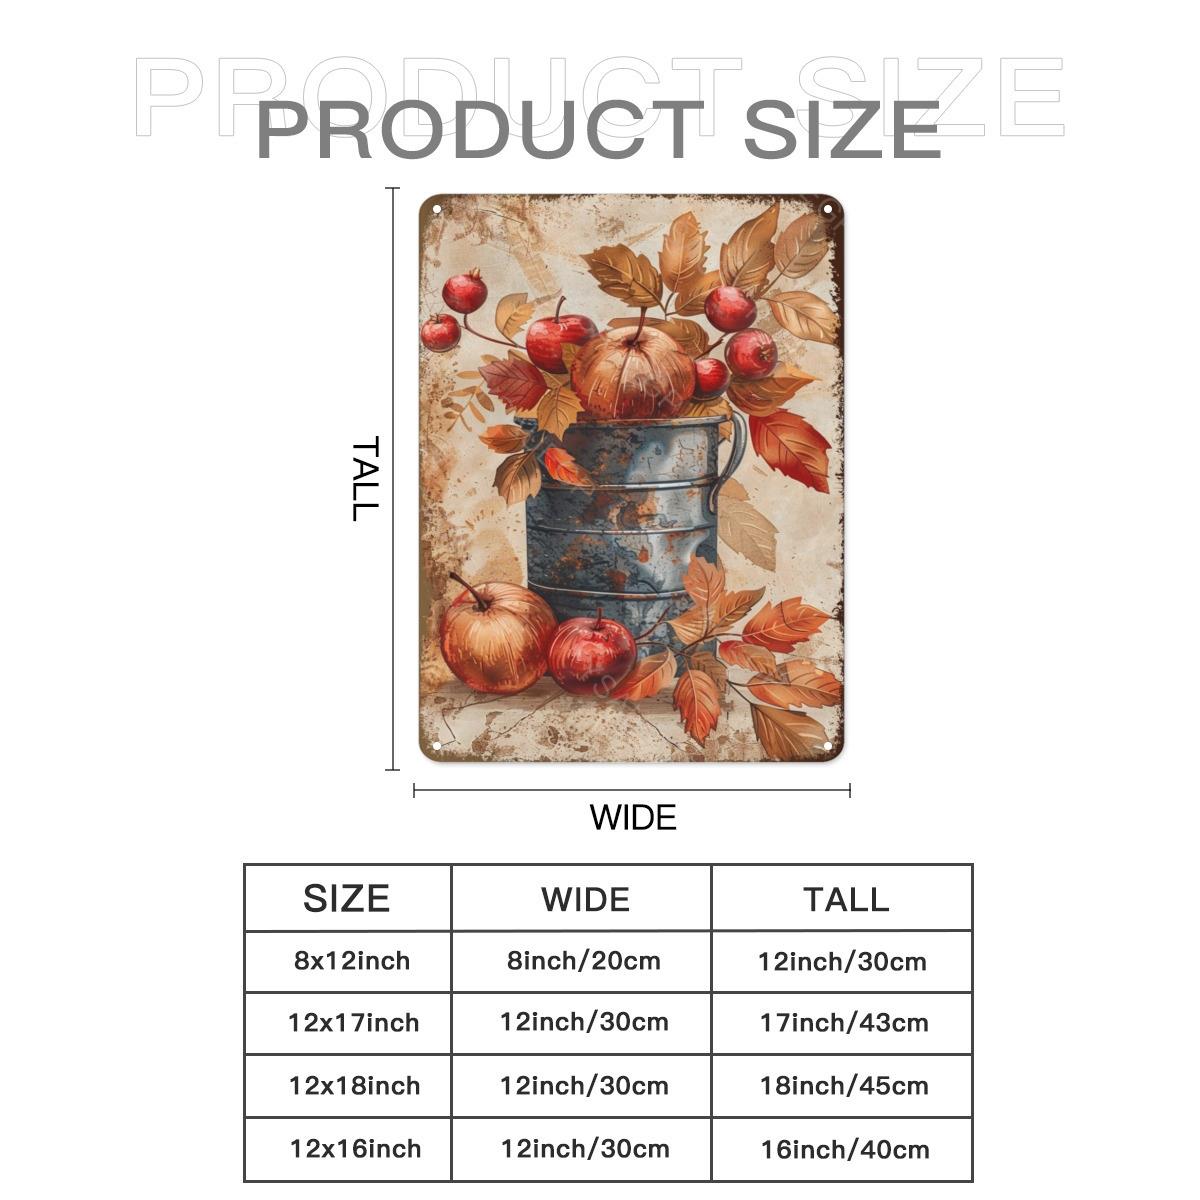 PRODUCT SIZE
PRODUCT SIZE
TALL
WIDE
SIZE WIDE TALL
8x12inch 8inch/20cm 12inch/30cm
12x17inch 12inch/30cm 17inch/43cm
12x18inch 12inch/30cm 18inch/45cm
12x16inch 12inch/30cm 16inch/40cm